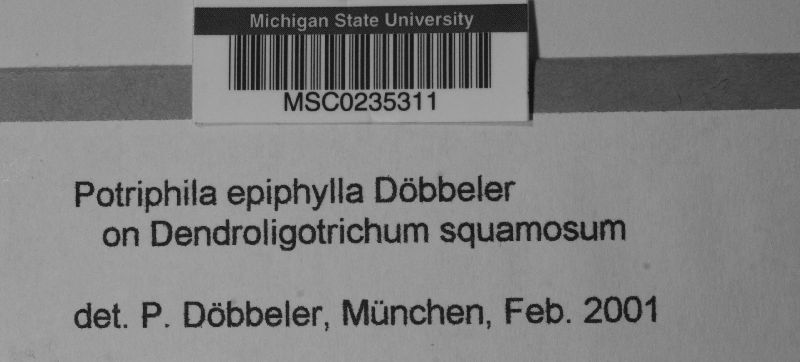 Michigan State University
MSC0235311
Potriphila epiphylla Döbbeler
on Dendroligotrichum squamosum
det. P. Döbbeler, München, Feb. 2001